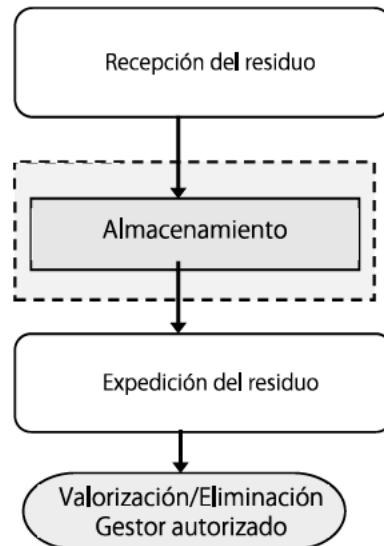 Recepción del residuo
Almacenamiento
Expedición del residuo
Valorización/Eliminación
Gestor autorizado